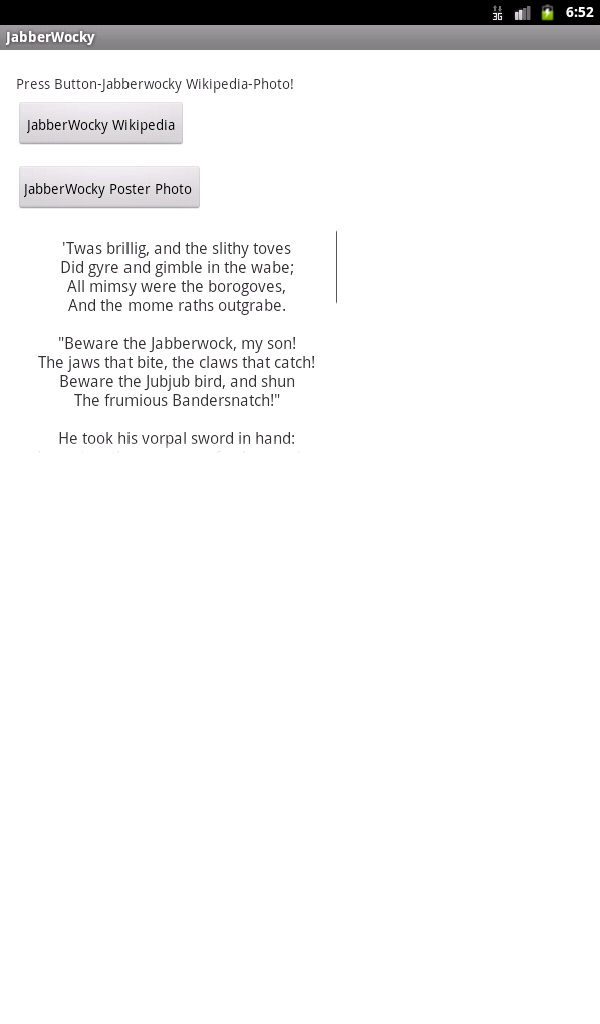 3G
6:52
JabberWocky
Press Button-Jabberwocky Wikipedia-Photo!
JabberWocky Wikipedia
JabberWocky Poster Photo
'Twas brillig, and the slithy toves
Did gyre and gimble in the wabe;
All mimsy were the borogoves,
And the mome raths outgrabe.
"Beware the Jabberwock, my son!
The jaws that bite, the claws that catch!
Beware the Jubjub bird, and shun
The frumious Bandersnatch!"
He took his vorpal sword in hand: